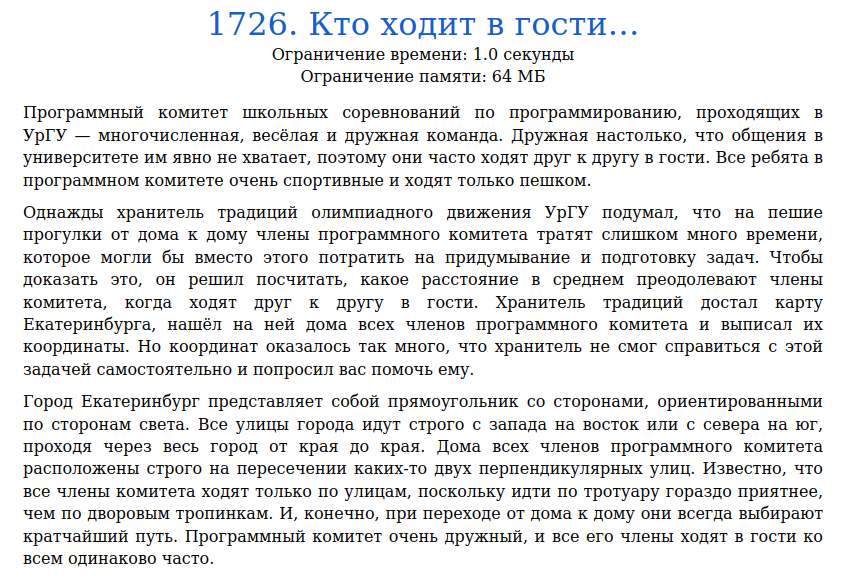 1726. Кто ходит в гости…
Ограничение времени: 1.0 секунды
Ограничение памяти: 64 МБ
Программный комитет школьных соревнований по программированию, проходящих в
УрГУ — многочисленная, весёлая и дружная команда. Дружная настолько, что общения в
университете им явно не хватает, поэтому они часто ходят друг к другу в гости. Все ребята в
программном комитете очень спортивные и ходят только пешком.
Однажды хранитель традиций олимпиадного движения УрГУ подумал, что на пешие
прогулки от дома к дому члены программного комитета тратят слишком много времени,
которое могли бы вместо этого потратить на придумывание и подготовку задач. Чтобы
доказать это, он решил посчитать, какое расстояние в среднем преодолевают члены
комитета, когда ходят друг к другу в гости. Хранитель традиций достал карту
Екатеринбурга, нашёл на ней дома всех членов программного комитета и выписал их
координаты. Но координат оказалось так много, что хранитель не смог справиться с этой
задачей самостоятельно и попросил вас помочь ему.
Город Екатеринбург представляет собой прямоугольник со сторонами, ориентированными
по сторонам света. Все улицы города идут строго с запада на восток или с севера на юг,
проходя через весь город от края до края. Дома всех членов программного комитета
расположены строго на пересечении каких-то двух перпендикулярных улиц. Известно, что
все члены комитета ходят только по улицам, поскольку идти по тротуару гораздо приятнее,
чем по дворовым тропинкам. И, конечно, при переходе от дома к дому они всегда выбирают
кратчайший путь. Программный комитет очень дружный, и все его члены ходят в гости ко
всем одинаково часто.